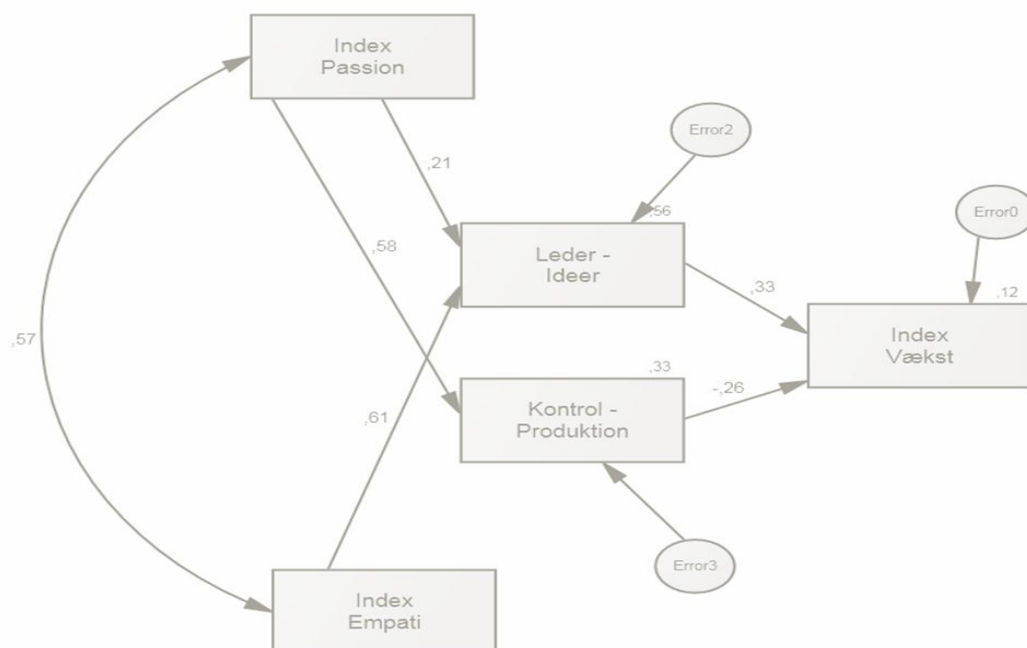 Index
Passion
Error2
,21
Error0
,56
,58
Leder -
Ideer
,33
,12
,57
Index
Vækst
,33
-,26
,61
Kontrol -
Produktion
Error3
Index
Empati